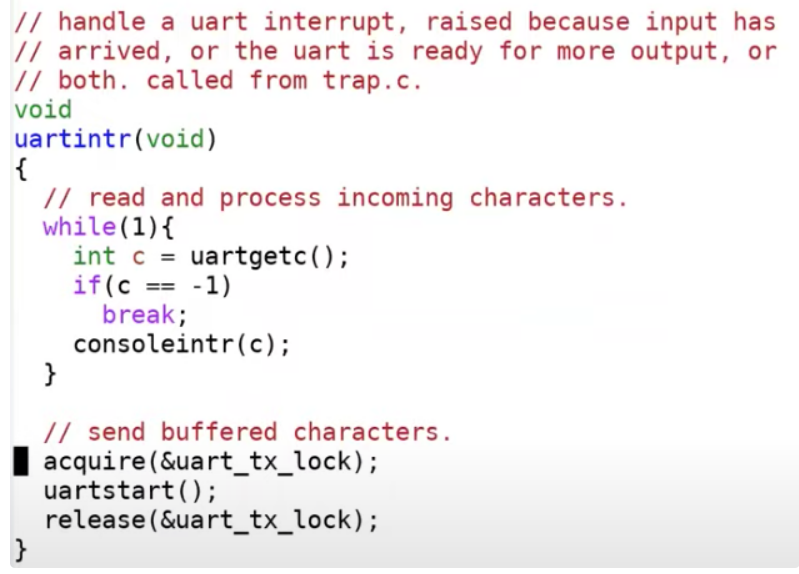 // handle a uart interrupt, raised because input has
// arrived, or the uart is ready for more output, or
// both. called from trap.c.
void
uartintr(void)
{
  // read and process incoming characters.
  while(1){
    int c = uartgetc();
    if(c == -1)
      break;
    consoleintr(c);
  }

  // send buffered characters.
  acquire(&uart_tx_lock);
  uartstart();
  release(&uart_tx_lock);
}